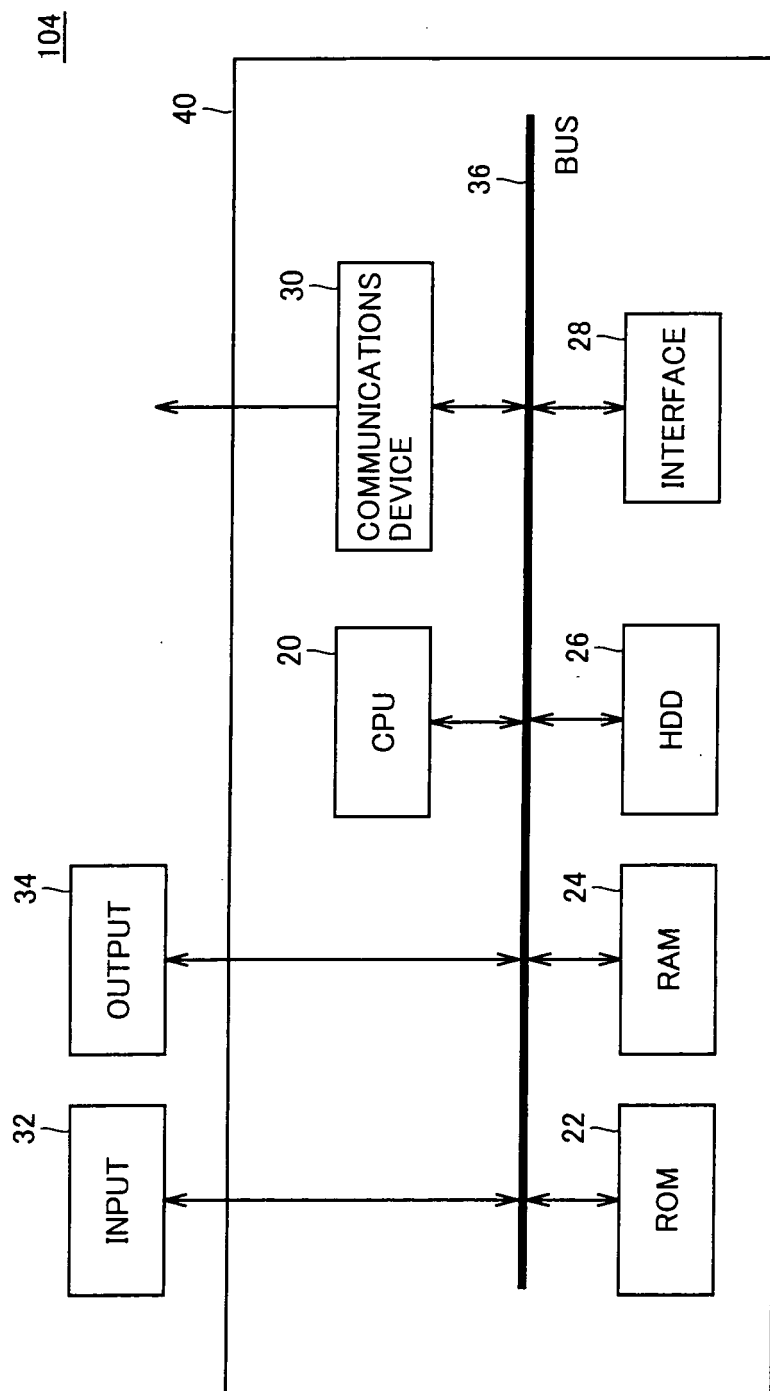 104
40
32
INPUT
34
OUTPUT
20
CPU
30
COMMUNICATIONS
DEVICE
36
BUS
22
ROM
24
RAM
26
HDD
28
INTERFACE